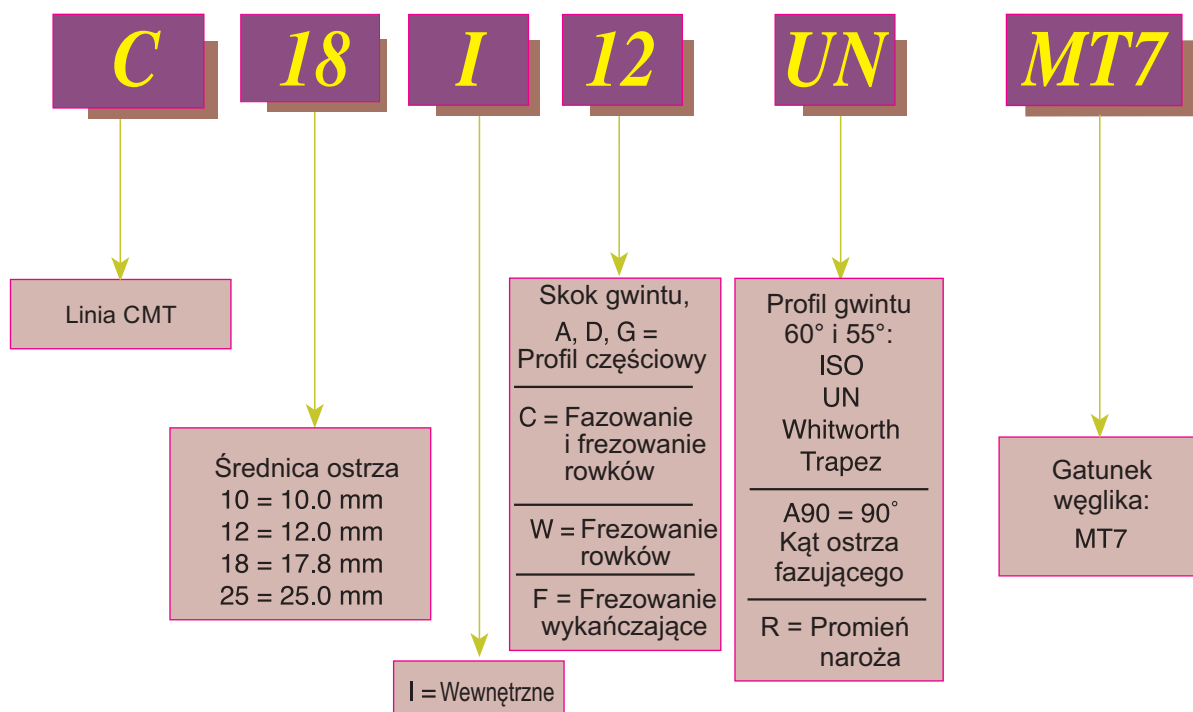 C 18 I 12 UN MT7
Linia CMT
Średnica ostrza
10 = 10.0 mm
12 = 12.0 mm
18 = 17.8 mm
25 = 25.0 mm
I = Wewnętrzne
Skok gwintu,
A, D, G =
Profil częściowy
C = Fazowanie
i frezowanie
rowków
W = Frezowanie
rowków
F = Frezowanie
wykańczające
Profil gwintu
60° i 55°:
ISO
UN
Whitworth
Trapez
A90 = 90°
Kąt ostrza
fazującego
R = Promień
naroża
Gatunek
węglika:
MT7